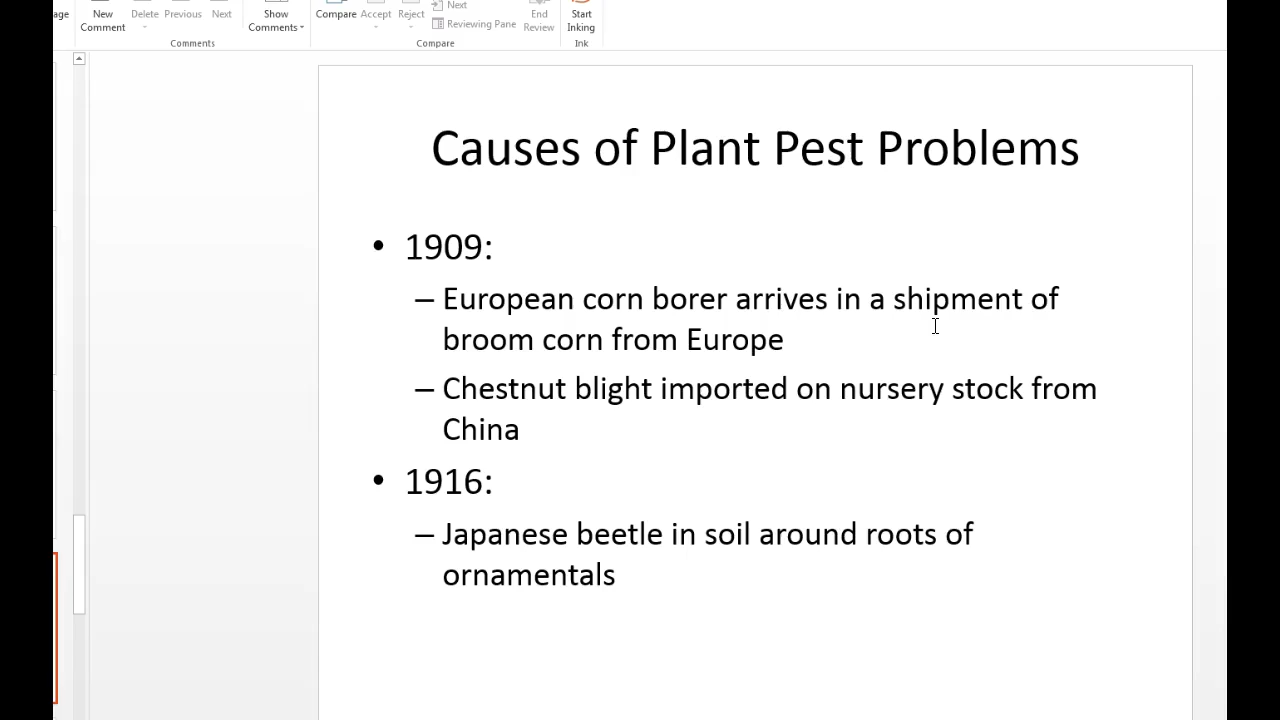 age
New
Comment
Delete
Previous
Next
Show
Comments
Comments
Compare
Accept
Reject
Next
Reviewing Pane
Compare
End
Review
Start
Inking
Ink
Causes of Plant Pest Problems
• 1909:
– European corn borer arrives in a shipment of
broom corn from Europe
– Chestnut blight imported on nursery stock from
China
• 1916:
– Japanese beetle in soil around roots of
ornamentals